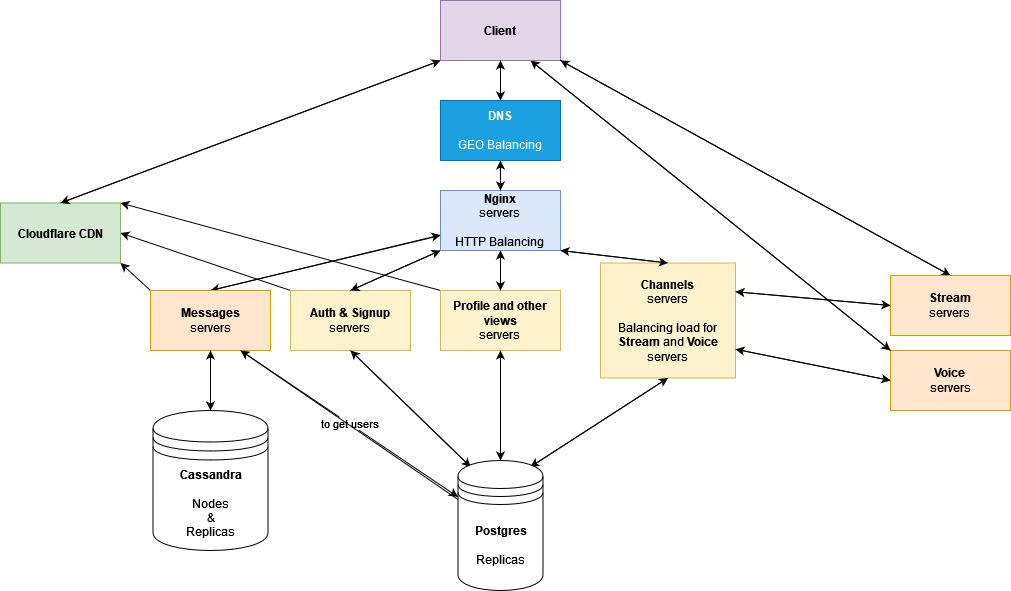 Client
DNS
GEO Balancing
Nginx
servers
HTTP Balancing
Cloudflare CDN
Messages
servers
Auth & Signup
servers
Profile and other
views
servers
Channels
servers
Balancing load for
Stream and Voice
servers
Stream
servers
Voice
servers
to get users
Cassandra
Nodes
&
Replicas
Postgres
Replicas